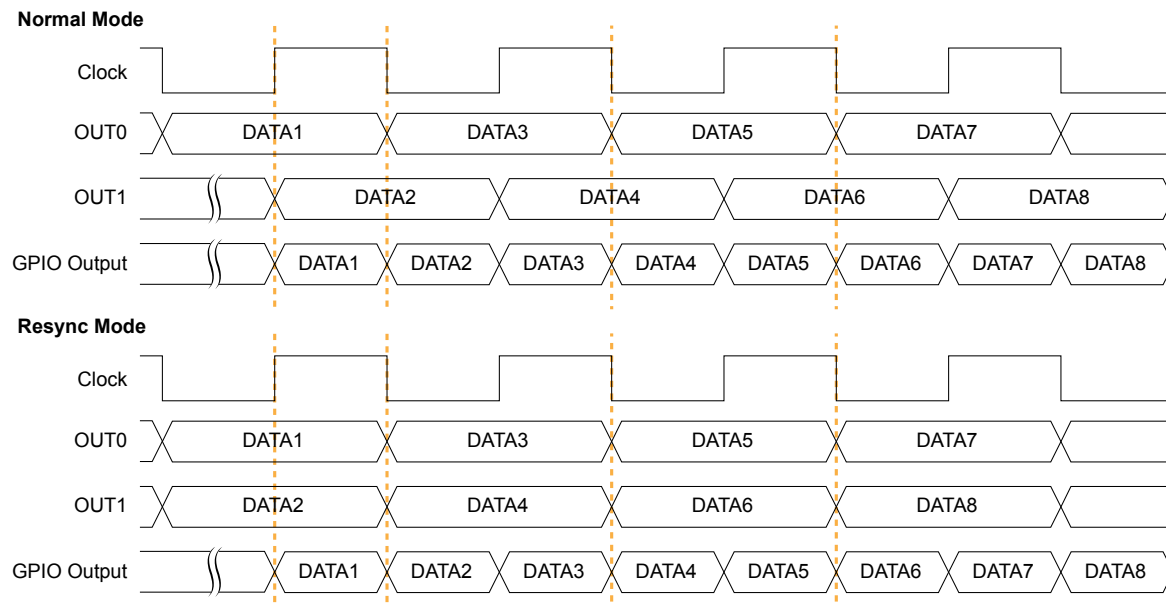 Normal Mode
Clock
OUT0 DATA1 DATA3 DATA5 DATA7
OUT1 DATA2 DATA4 DATA6 DATA8
GPIO Output DATA1 DATA2 DATA3 DATA4 DATA5 DATA6 DATA7 DATA8
Resync Mode
Clock
OUT0 DATA1 DATA3 DATA5 DATA7
OUT1 DATA2 DATA4 DATA6 DATA8
GPIO Output DATA1 DATA2 DATA3 DATA4 DATA5 DATA6 DATA7 DATA8